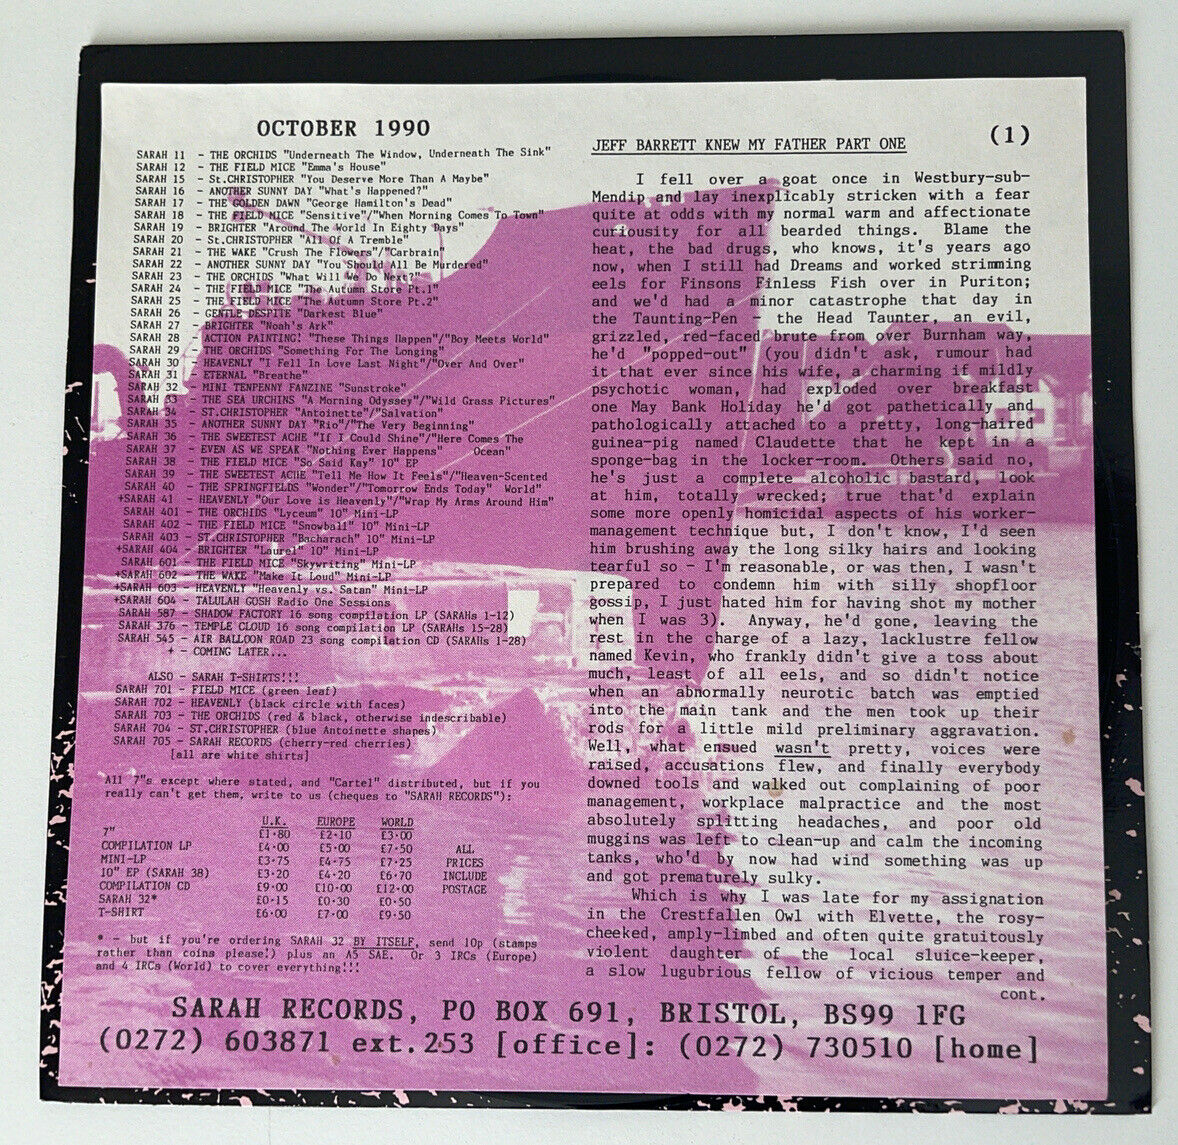 OCTOBER 1990
SARAH 11 - THE ORCHIDS "Underneath The Window, Underneath The Sink"
SARAH 12 - THE FIELD MICE "Emma's House"
SARAH 15 - St.CHRISTOPHER "You Deserve More Than A Maybe"
SARAH 16 - ANOTHER SUNNY DAY "What's Happened?"
SARAH 17 - THE GOLDEN DAWN "George Hamilton's Dead"
SARAH 18 - THE FIELD MICE "Sensitive"/"When Morning Comes To Town"
SARAH 19 - BRIGHTER "Around The World In Eighty Days"
SARAH 20 - St.CHRISTOPHER "All Of A Tremble"
SARAH 21 - THE WAKE "Crush The Flowers"/"Carbrain"
SARAH 22 - ANOTHER SUNNY DAY "You Should All Be Murdered"
SARAH 23 - THE ORCHIDS "What Will We Do Next?"
SARAH 24 - THE FIELD MICE "The Autumn Store Pt.1"
SARAH 25 - THE FIELD MICE "The Autumn Store Pt.2"
SARAH 26 - GENTLE DESPITE "Darkest Blue"
SARAH 27 - BRIGHTER "Noah's Ark"
SARAH 28 - ACTION PAINTING! "These Things Happen"/"Boy Meets World"
SARAH 29 - THE ORCHIDS "Something For The Longing"
SARAH 30 - HEAVENLY "I Fell In Love Last Night"/"Over And Over"
SARAH 31 - ETERNAL "Breathe"
SARAH 32 - MINI TENPENNY FANZINE "Sunstroke"
SARAH 33 - THE SEA URCHINS "A Morning Odyssey"/"Wild Grass Pictures"
SARAH 34 - ST.CHRISTOPHER "Antoinette"/"Salvation"
SARAH 35 - ANOTHER SUNNY DAY "Rio"/"The Very Beginning"
SARAH 36 - THE SWEETEST ACHE "If I Could Shine"/"Here Comes The
SARAH 37 - EVEN AS WE SPEAK "Nothing Ever Happens" Ocean"
SARAH 38 - THE FIELD MICE "So Said Kay" 10" EP
SARAH 39 - THE SWEETEST ACHE "Tell Me How It Feels"/"Heaven-Scented
SARAH 40 - THE SPRINGFIELDS "Wonder"/"Tomorrow Ends Today" World"
+SARAH 41 - HEAVENLY "Our Love is Heavenly"/"Wrap My Arms Around Him"
SARAH 401 - THE ORCHIDS "Lyceum" 10" Mini-LP
SARAH 402 - THE FIELD MICE "Snowball" 10" Mini-LP
SARAH 403 - ST.CHRISTOPHER "Bacharach" 10" Mini-LP
+SARAH 404 - BRIGHTER "Laurel" 10" Mini-LP
SARAH 601 - THE FIELD MICE "Skywriting" Mini-LP
+SARAH 602 - THE WAKE "Make It Loud" Mini-LP
+SARAH 603 - HEAVENLY "Heavenly vs. Satan" Mini-LP
+SARAH 604 - TALULAH GOSH Radio One Sessions
SARAH 587 - SHADOW FACTORY 16 song compilation LP (SARAHs 1-12)
SARAH 376 - TEMPLE CLOUD 16 song compilation LP (SARAHs 15-28)
SARAH 545 - AIR BALLOON ROAD 23 song compilation CD (SARAHs 1-28)
+ - COMING LATER...
ALSO - SARAH T-SHIRTS!!!
SARAH 701 - FIELD MICE (green leaf)
SARAH 702 - HEAVENLY (black circle with faces)
SARAH 703 - THE ORCHIDS (red & black, otherwise indescribable)
SARAH 704 - ST.CHRISTOPHER (blue Antoinette shapes)
SARAH 705 - SARAH RECORDS (cherry-red cherries)
[all are white shirts]
All 7"s except where stated, and "Cartel" distributed, but if you
really can't get them, write to us (cheques to "SARAH RECORDS"):
U.K. EUROPE WORLD
7" £1·80 £2·10 £3·00
COMPILATION LP £4·00 £5·00 £7·50 ALL
MINI-LP £3·75 £4·75 £7·25 PRICES
10" EP (SARAH 38) £3·20 £4·20 £6·70 INCLUDE
COMPILATION CD £9·00 £10·00 £12·00 POSTAGE
SARAH 32* £0·15 £0·30 £0·50
T-SHIRT £6·00 £7·00 £9·50
* - but if you're ordering SARAH 32 BY ITSELF, send 10p (stamps
rather than coins please!) plus an A5 SAE. Or 3 IRCs (Europe)
and 4 IRCs (World) to cover everything!!!
(1)
JEFF BARRETT KNEW MY FATHER PART ONE
I fell over a goat once in Westbury-sub-
Mendip and lay inexplicably stricken with a fear
quite at odds with my normal warm and affectionate
curiousity for all bearded things. Blame the
heat, the bad drugs, who knows, it's years ago
now, when I still had Dreams and worked strimming
eels for Finsons Finless Fish over in Puriton;
and we'd had a minor catastrophe that day in
the Taunting-Pen - the Head Taunter, an evil,
grizzled, red-faced brute from over Burnham way,
he'd "popped-out" (you didn't ask, rumour had
it that ever since his wife, a charming if mildly
psychotic woman, had exploded over breakfast
one May Bank Holiday he'd got pathetically and
pathologically attached to a pretty, long-haired
guinea-pig named Claudette that he kept in a
sponge-bag in the locker-room. Others said no,
he's just a complete alcoholic bastard, look
at him, totally wrecked; true that'd explain
some more openly homicidal aspects of his worker-
management technique but, I don't know, I'd seen
him brushing away the long silky hairs and looking
tearful so - I'm reasonable, or was then, I wasn't
prepared to condemn him with silly shopfloor
gossip, I just hated him for having shot my mother
when I was 3). Anyway, he'd gone, leaving the
rest in the charge of a lazy, lacklustre fellow
named Kevin, who frankly didn't give a toss about
much, least of all eels, and so didn't notice
when an abnormally neurotic batch was emptied
into the main tank and the men took up their
rods for a little mild preliminary aggravation.
Well, what ensued wasn't pretty, voices were
raised, accusations flew, and finally everybody
downed tools and walked out complaining of poor
management, workplace malpractice and the most
absolutely splitting headaches, and poor old
muggins was left to clean-up and calm the incoming
tanks, who'd by now had wind something was up
and got prematurely sulky.
Which is why I was late for my assignation
in the Crestfallen Owl with Elvette, the rosy-
cheeked, amply-limbed and often quite gratuitously
violent daughter of the local sluice-keeper,
a slow lugubrious fellow of vicious temper and
cont.
SARAH RECORDS, PO BOX 691, BRISTOL, BS99 1FG
(0272) 603871 ext.253 [office]: (0272) 730510 [home]